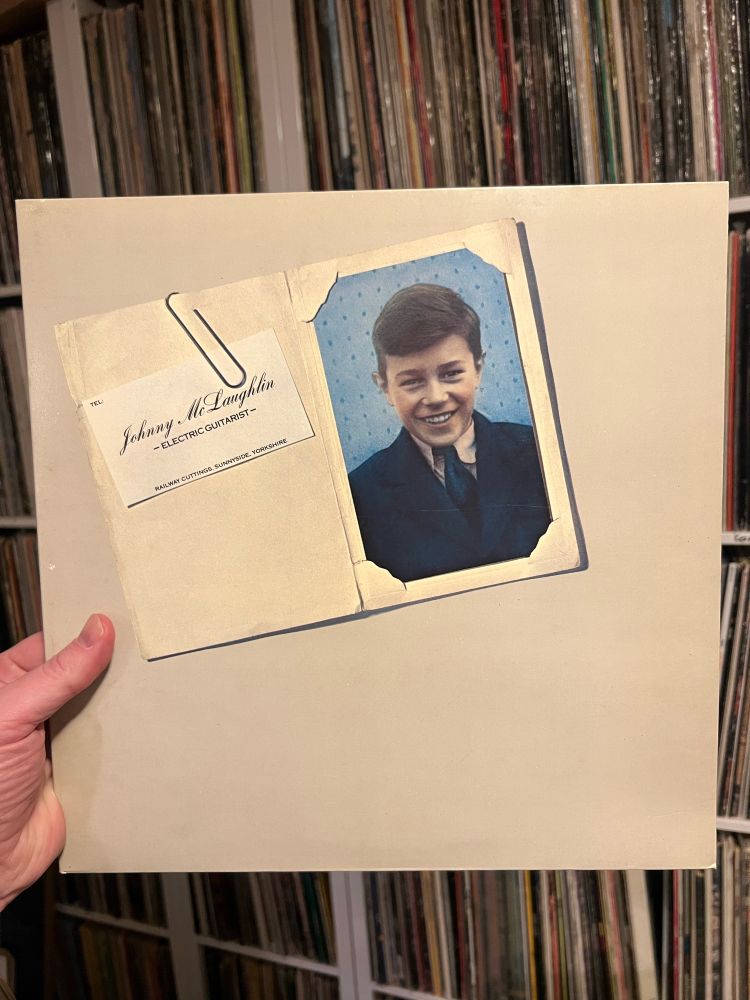 TEL:
Johnny McLaughlin
– ELECTRIC GUITARIST –
RAILWAY CUTTINGS, SUNNYSIDE, YORKSHIRE